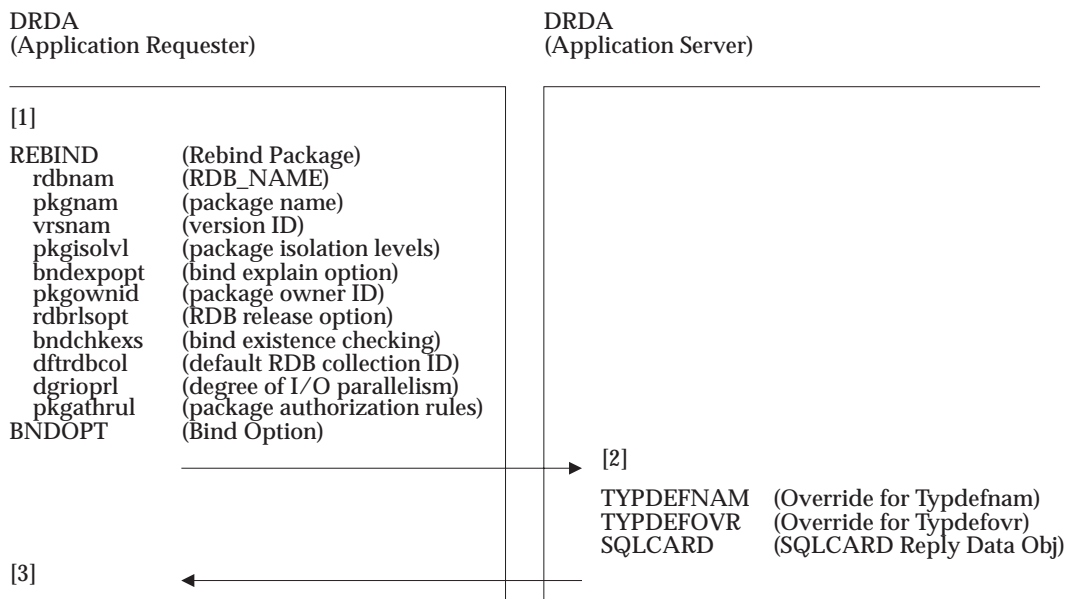 DRDA
(Application Requester)
DRDA
(Application Server)
[1]
REBIND (Rebind Package)
rdbnam (RDB_NAME)
pkgnam (package name)
vrsnam (version ID)
pkgisolvl (package isolation levels)
bndexpopt (bind explain option)
pkgownid (package owner ID)
rdbrlsopt (RDB release option)
bndchkexs (bind existence checking)
dftrdbcol (default RDB collection ID)
dgrioprl (degree of I/O parallelism)
pkgathrul (package authorization rules)
BNDOPT (Bind Option)
[2]
TYPDEFNAM (Override for Typdefnam)
TYPDEFOVR (Override for Typdefovr)
SQLCARD (SQLCARD Reply Data Obj)
[3]